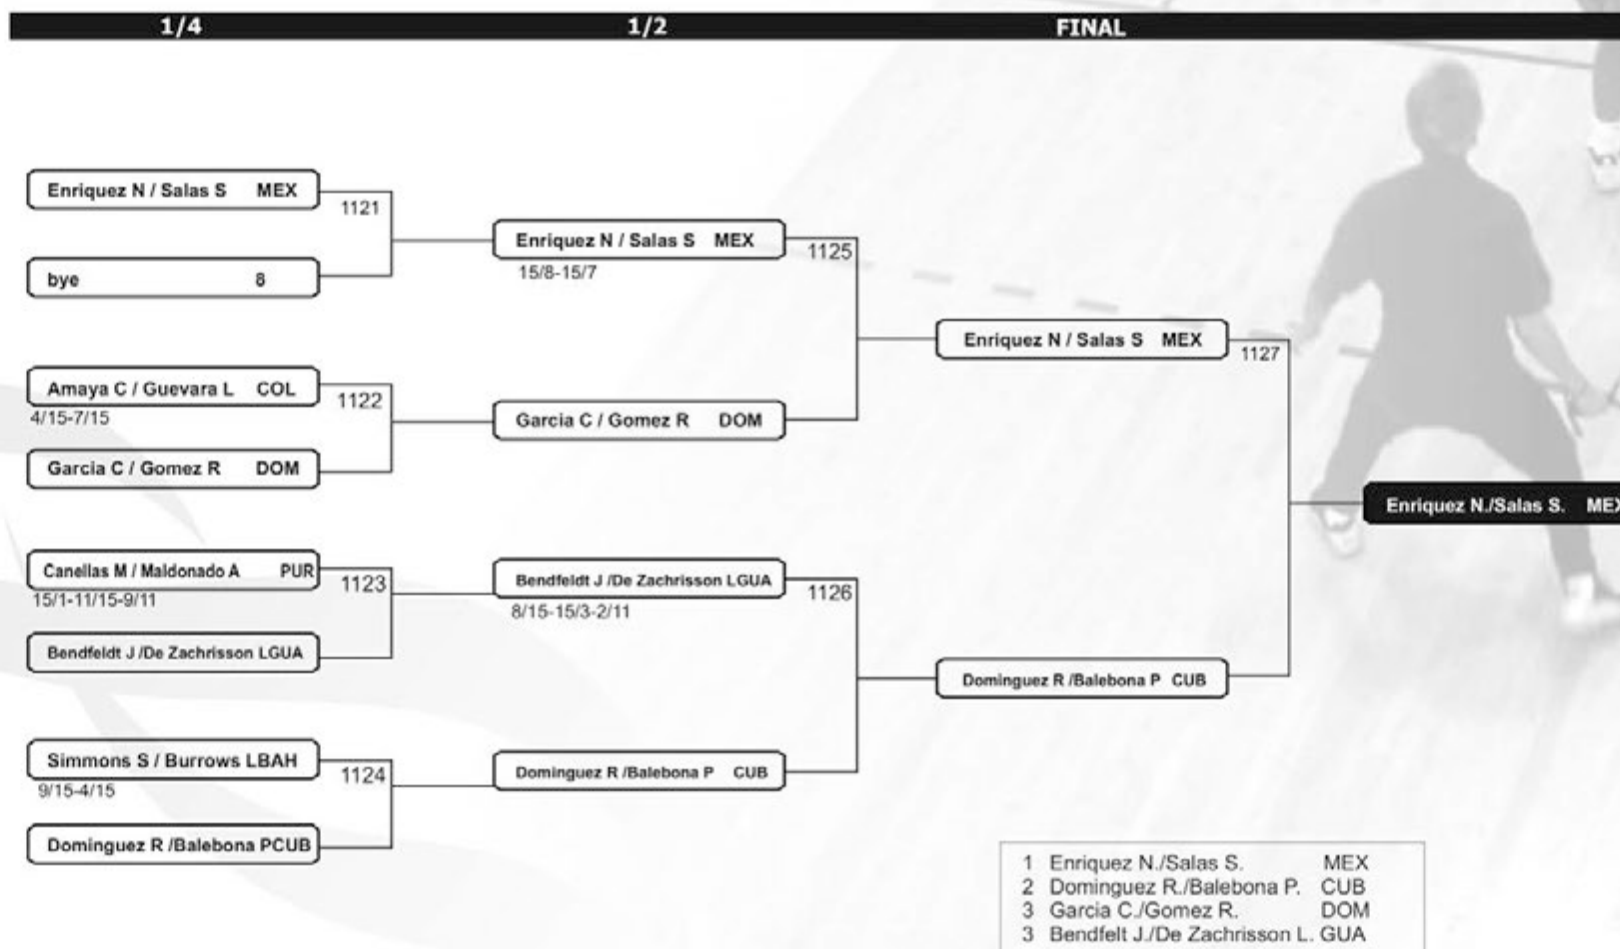 1/4 1/2 FINAL
Enriquez N / Salas S MEX
1121
bye 8
Amaya C / Guevara L COL
4/15-7/15
1122
Garcia C / Gomez R DOM
Canellas M / Maldonado A PUR
15/1-11/15-9/11
1123
Bendfeldt J /De Zachrisson LGUA
Simmons S / Burrows LBAH
9/15-4/15
1124
Dominguez R /Balebona PCUB
Enriquez N / Salas S MEX
15/8-15/7
1125
Garcia C / Gomez R DOM
Bendfeldt J /De Zachrisson LGUA
8/15-15/3-2/11
1126
Dominguez R /Balebona P CUB
Enriquez N / Salas S MEX
1127
Dominguez R /Balebona P CUB
Enriquez N./Salas S. MEX
1 Enriquez N./Salas S. MEX
2 Dominguez R./Balebona P. CUB
3 Garcia C./Gomez R. DOM
3 Bendfelt J./De Zachrisson L. GUA